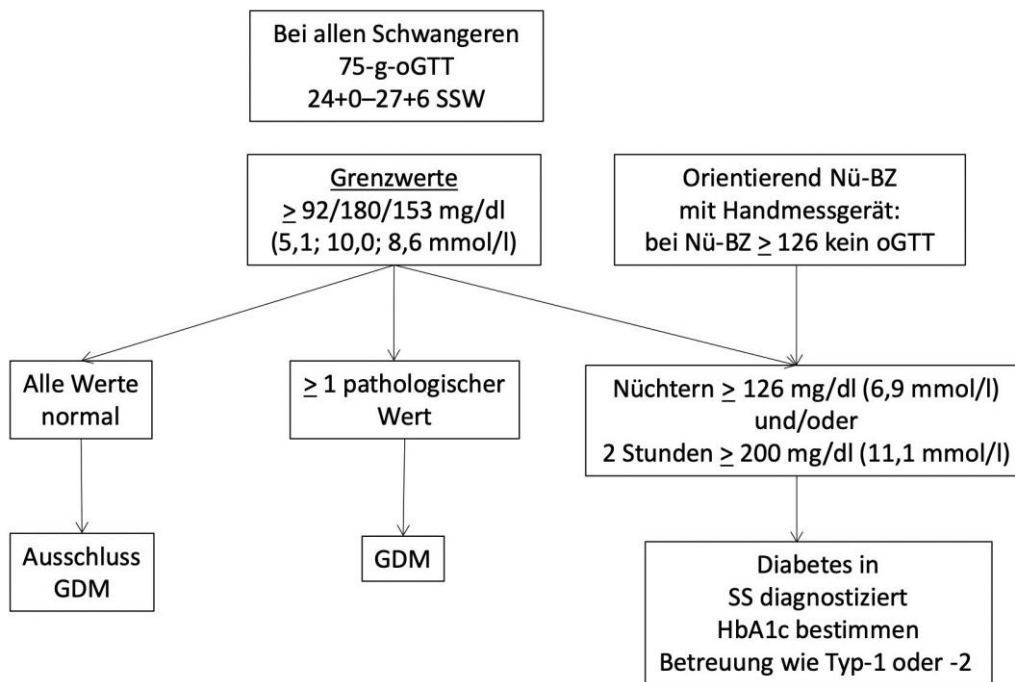 Bei allen Schwangeren
75-g-oGTT
24+0–27+6 SSW
Grenzwerte
≥ 92/180/153 mg/dl
(5,1; 10,0; 8,6 mmol/l)
Orientierend Nü-BZ
mit Handmessgerät:
bei Nü-BZ ≥ 126 kein oGTT
Alle Werte
normal
≥ 1 pathologischer
Wert
Nüchtern ≥ 126 mg/dl (6,9 mmol/l)
und/oder
2 Stunden ≥ 200 mg/dl (11,1 mmol/l)
Ausschluss
GDM
GDM
Diabetes in
SS diagnostiziert
HbA1c bestimmen
Betreuung wie Typ-1 oder -2